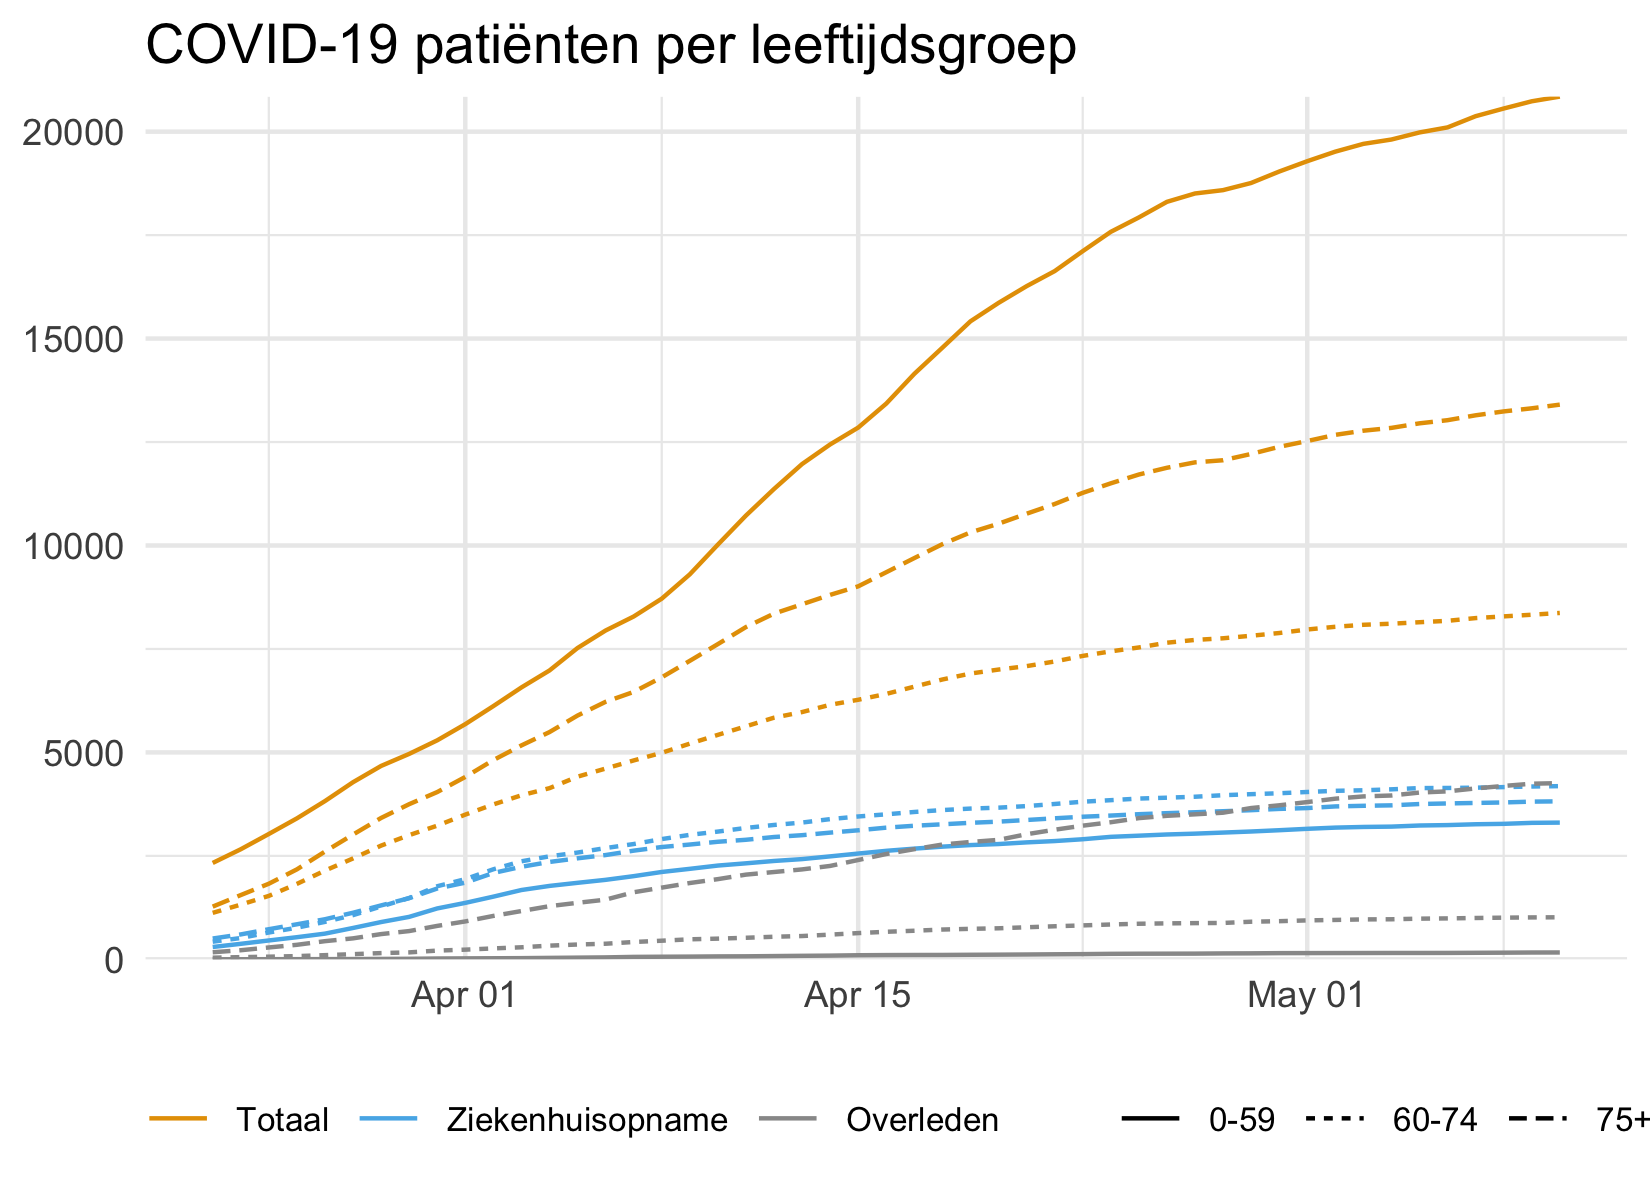 COVID-19 patiënten per leeftijdsgroep
20000
15000
10000
5000
0
Apr 01 Apr 15 May 01
Totaal Ziekenhuisopname Overleden 0-59 60-74 75+